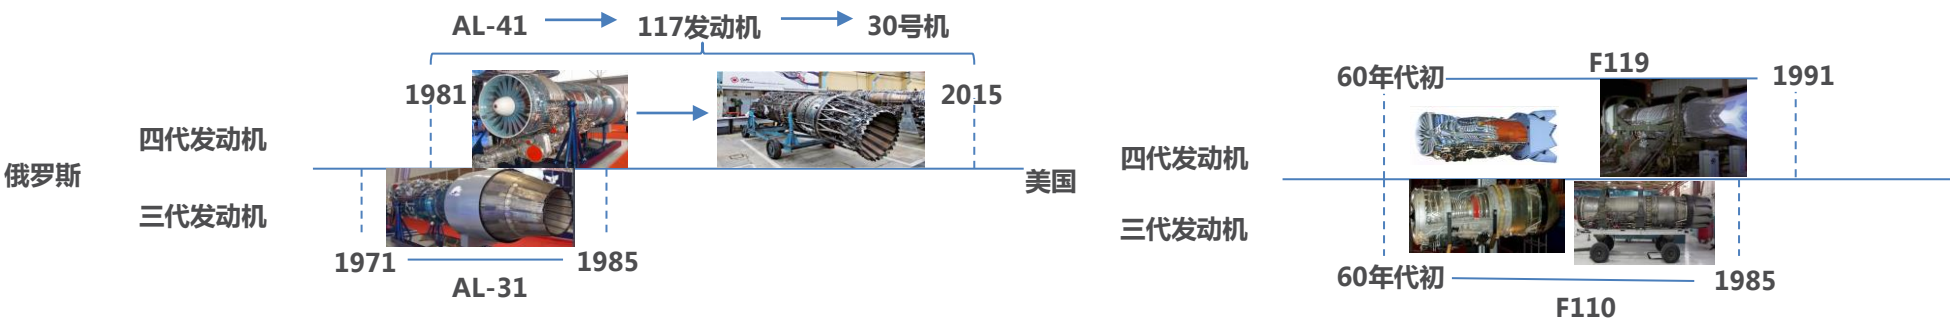 AL-41
117发动机
30号机
1981
2015
四代发动机
俄罗斯
三代发动机
1971
1985
AL-31
F119
60年代初
1991
四代发动机
美国
三代发动机
60年代初
1985
F110